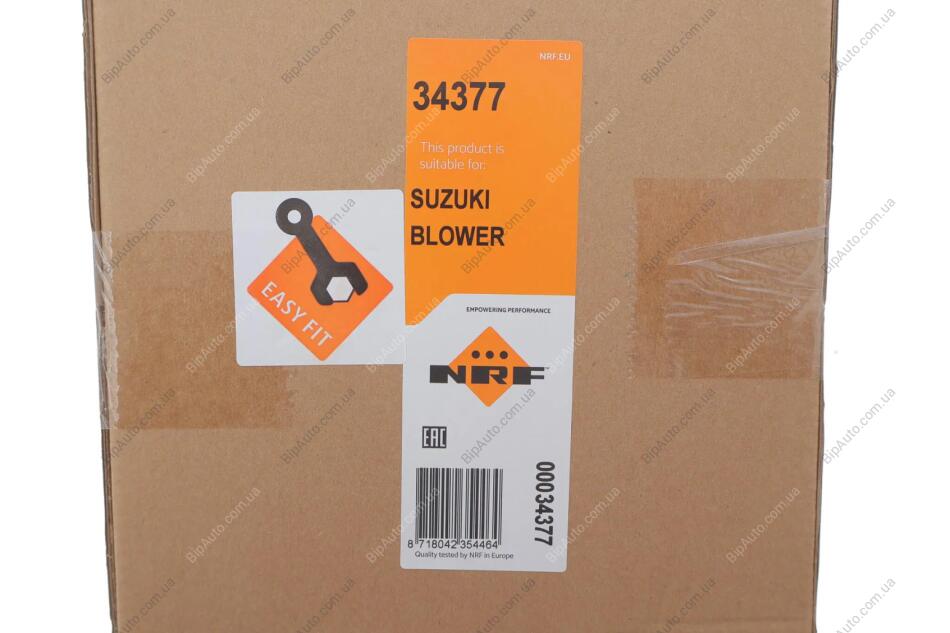 NRF.EU
34377
This product is
suitable for:
SUZUKI
BLOWER
EASY FIT
EMPOWERING PERFORMANCE
NRF
EAC
00034377
8 718042 354464
Quality tested by NRF in Europe
BipAuto.com.ua